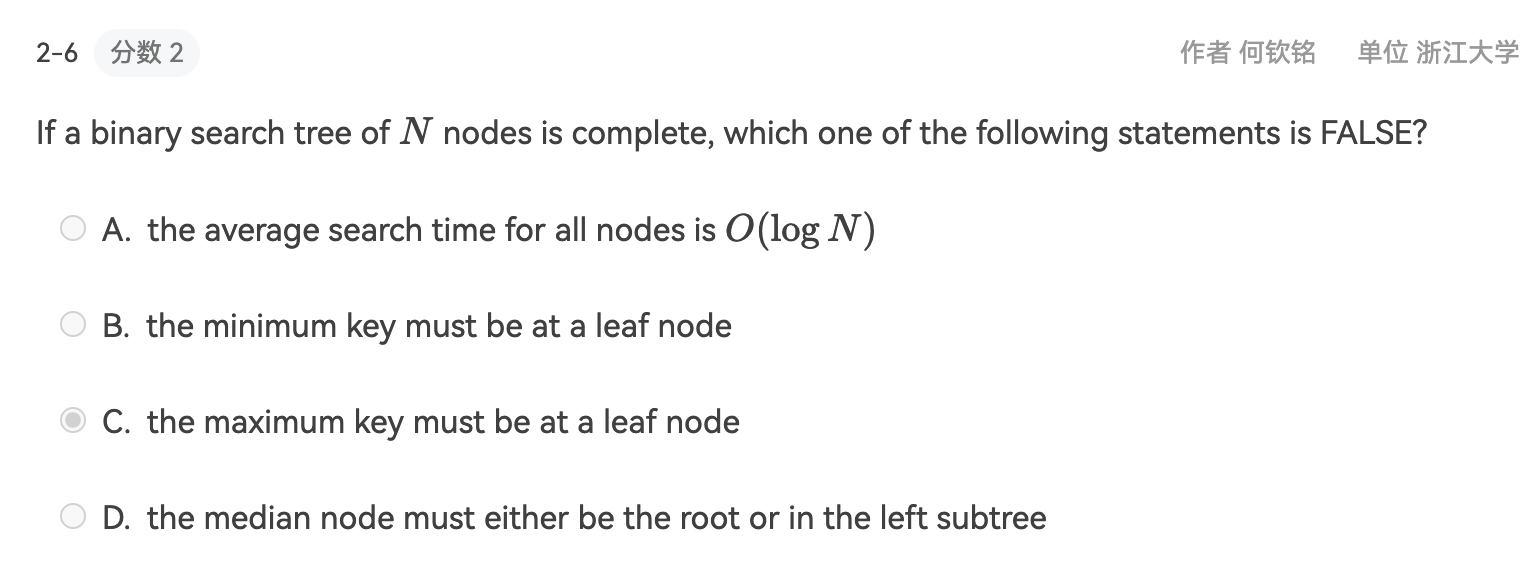 2-6 分数 2 作者 何钦铭 单位 浙江大学
If a binary search tree of N nodes is complete, which one of the following statements is FALSE?
A. the average search time for all nodes is O(log N)
B. the minimum key must be at a leaf node
C. the maximum key must be at a leaf node
D. the median node must either be the root or in the left subtree